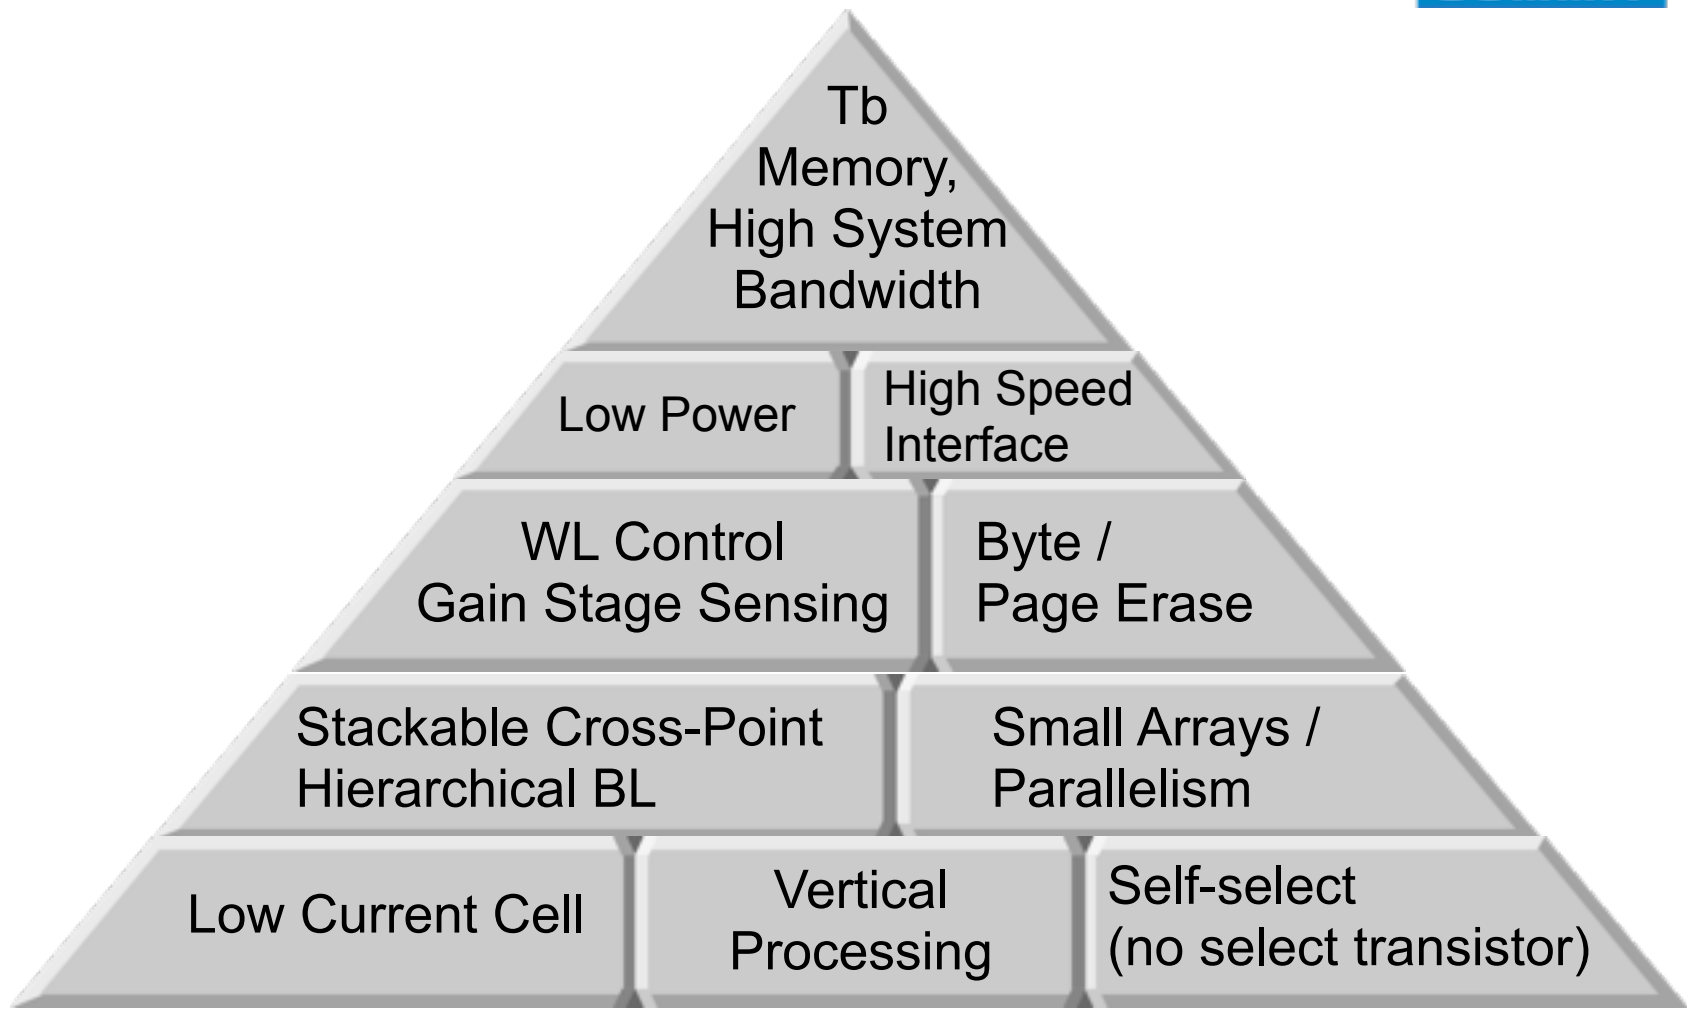 Tb
Memory,
High System
Bandwidth
Low Power
High Speed
Interface
WL Control
Gain Stage Sensing
Byte /
Page Erase
Stackable Cross-Point
Hierarchical BL
Small Arrays /
Parallelism
Low Current Cell
Vertical
Processing
Self-select
(no select transistor)